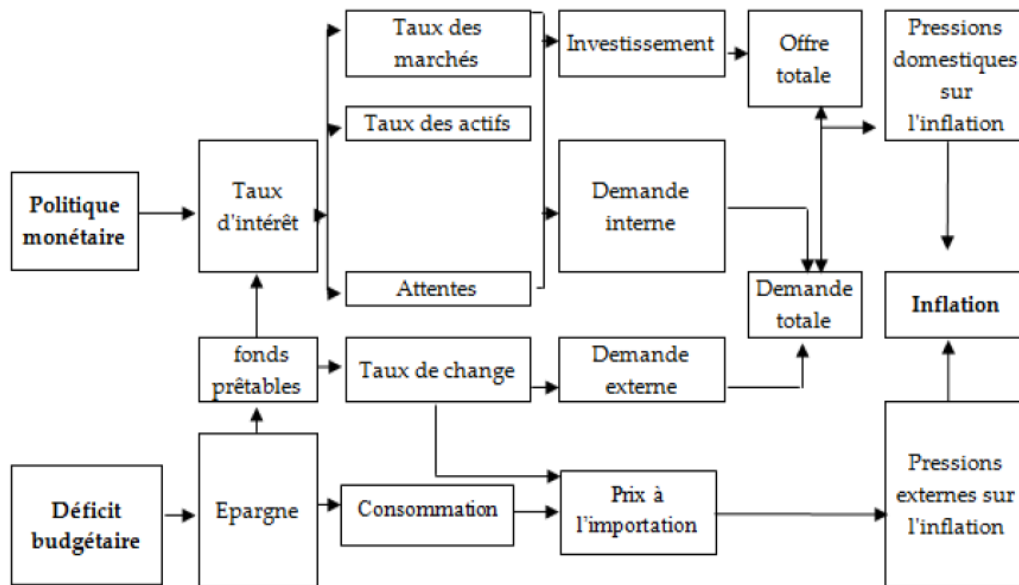 Taux des
marchés
Investissement
Offre
totale
Pressions
domestiques
sur
l'inflation
Taux des actifs
Politique
monétaire
Taux
d'intérêt
Demande
interne
Attentes
Demande
totale
Inflation
fonds
prêtables
Taux de change
Demande
externe
Déficit
budgétaire
Epargne
Consommation
Prix à
l'importation
Pressions
externes sur
l'inflation